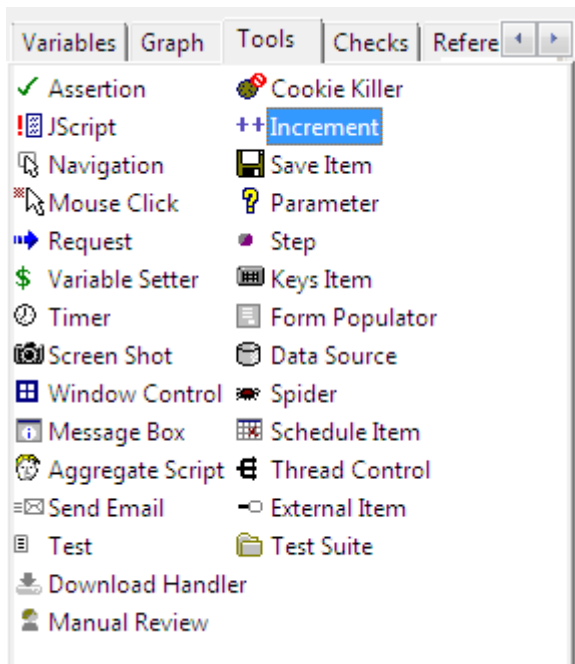 Variables Graph Tools Checks Refere
Assertion Cookie Killer
JScript ++ Increment
Navigation Save Item
Mouse Click Parameter
Request Step
$ Variable Setter Keys Item
Timer Form Populator
Screen Shot Data Source
Window Control Spider
Message Box Schedule Item
Aggregate Script Thread Control
Send Email External Item
Test Test Suite
Download Handler
Manual Review